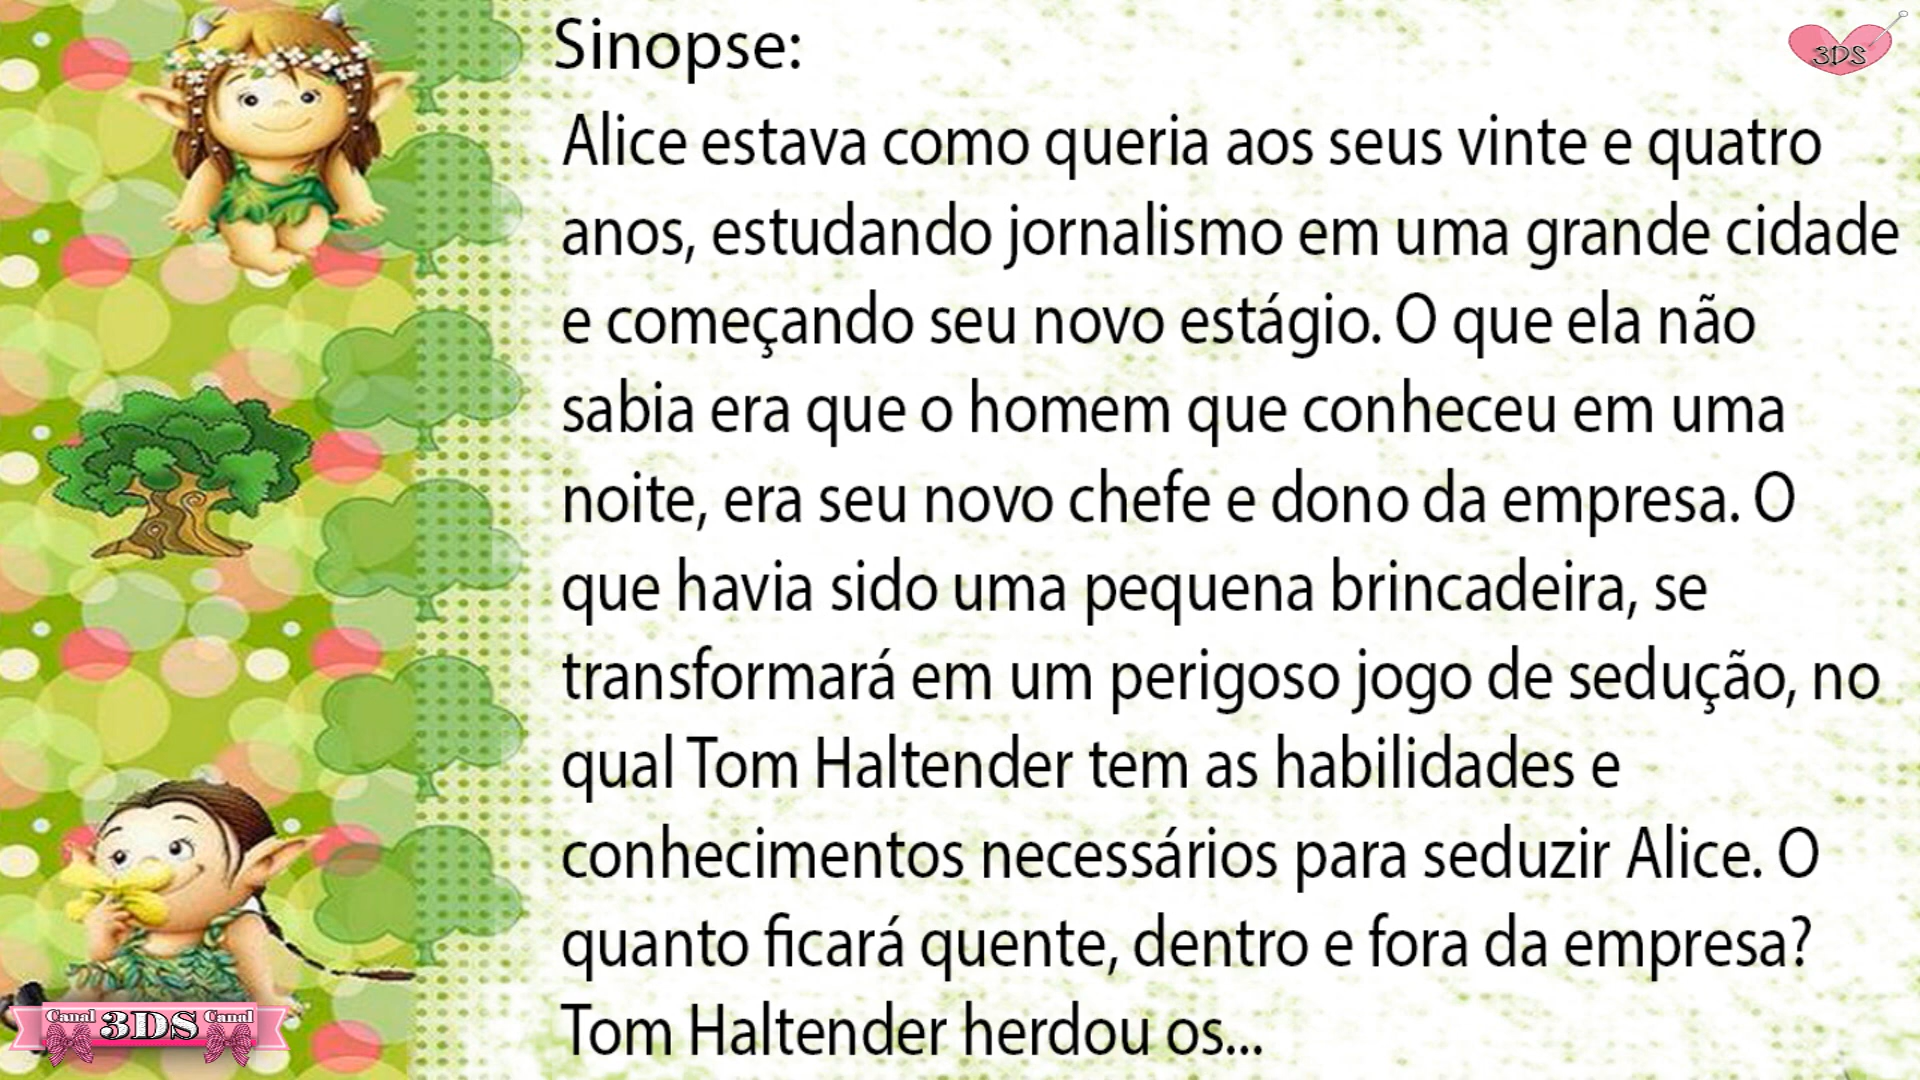 Sinopse:
3DS
Alice estava como queria aos seus vinte e quatro
anos, estudando jornalismo em uma grande cidade
e começando seu novo estágio. O que ela não
sabia era que o homem que conheceu em uma
noite, era seu novo chefe e dono da empresa. O
que havia sido uma pequena brincadeira, se
transformará em um perigoso jogo de sedução, no
qual Tom Haltender tem as habilidades e
conhecimentos necessários para seduzir Alice. O
quanto ficará quente, dentro e fora da empresa?
Tom Haltender herdou os...
Canal 3DS Canal